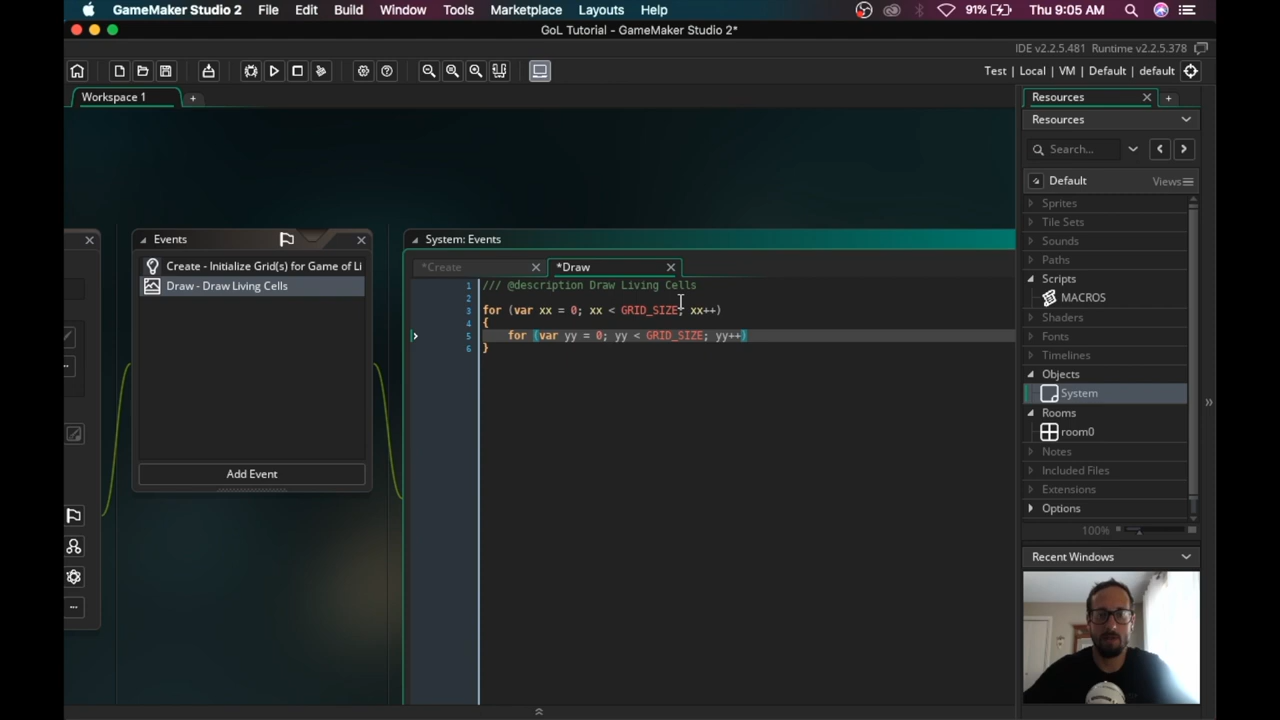 GameMaker Studio 2 File Edit Build Window Tools Marketplace Layouts Help 91% Thu 9:05 AM
GoL Tutorial - GameMaker Studio 2*
IDE v2.2.5.481 Runtime v2.2.5.378
Test | Local | VM | Default | default
Workspace 1 +
Resources +
Resources
Search...
Default Views
Sprites
Tile Sets
Sounds
Paths
Scripts
MACROS
Shaders
Fonts
Timelines
Objects
System
Rooms
room0
Notes
Included Files
Extensions
Options
100%
Recent Windows
Events
Create - Initialize Grid(s) for Game of Li
Draw - Draw Living Cells
Add Event
System: Events
*Create *Draw
1 /// @description Draw Living Cells
2
3 for (var xx = 0; xx < GRID_SIZE; xx++)
4 {
5 for (var yy = 0; yy < GRID_SIZE; yy++)
6 }